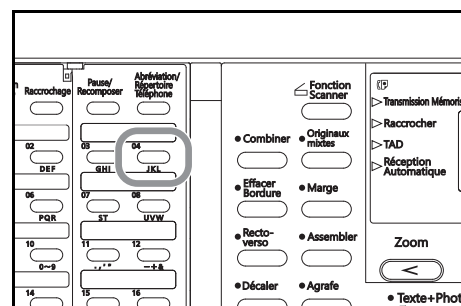 Raccrochage
Pause/
Recomposer
Abréviation/
Répertoire
Téléphone
02
03
04
DEF
GHI
JKL
06
07
08
PQR
ST
UVW
10
11
12
0~9
.,'"
—+&
14
15
16
Fonction
Scanner
Combiner
Originaux
mixtes
Effacer
Bordure
Marge
Recto-
verso
Assembler
Décaler
Agrafe
Transmission Mémoris
Raccrocher
TAD
Réception
Automatique
Zoom
<
Texte+Phot